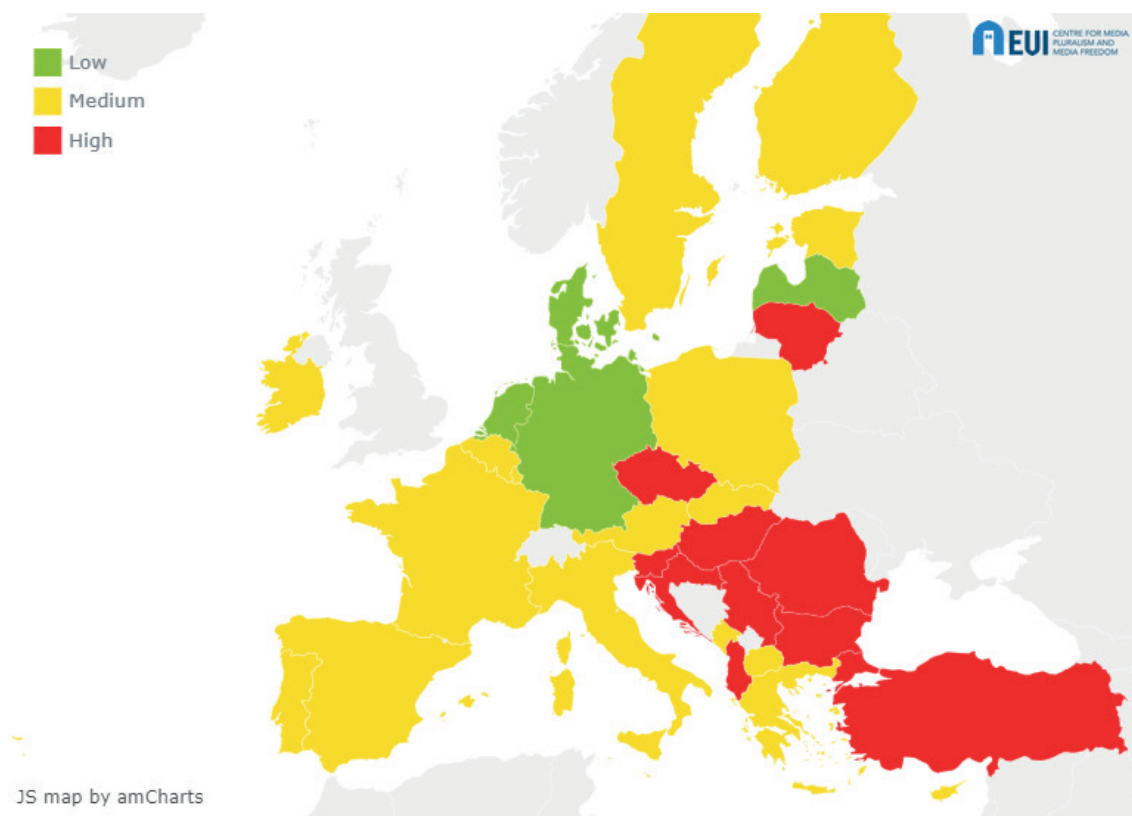 Low
Medium
High
EUI
CENTRE FOR MEDIA
PLURALISM AND
MEDIA FREEDOM
JS map by amCharts